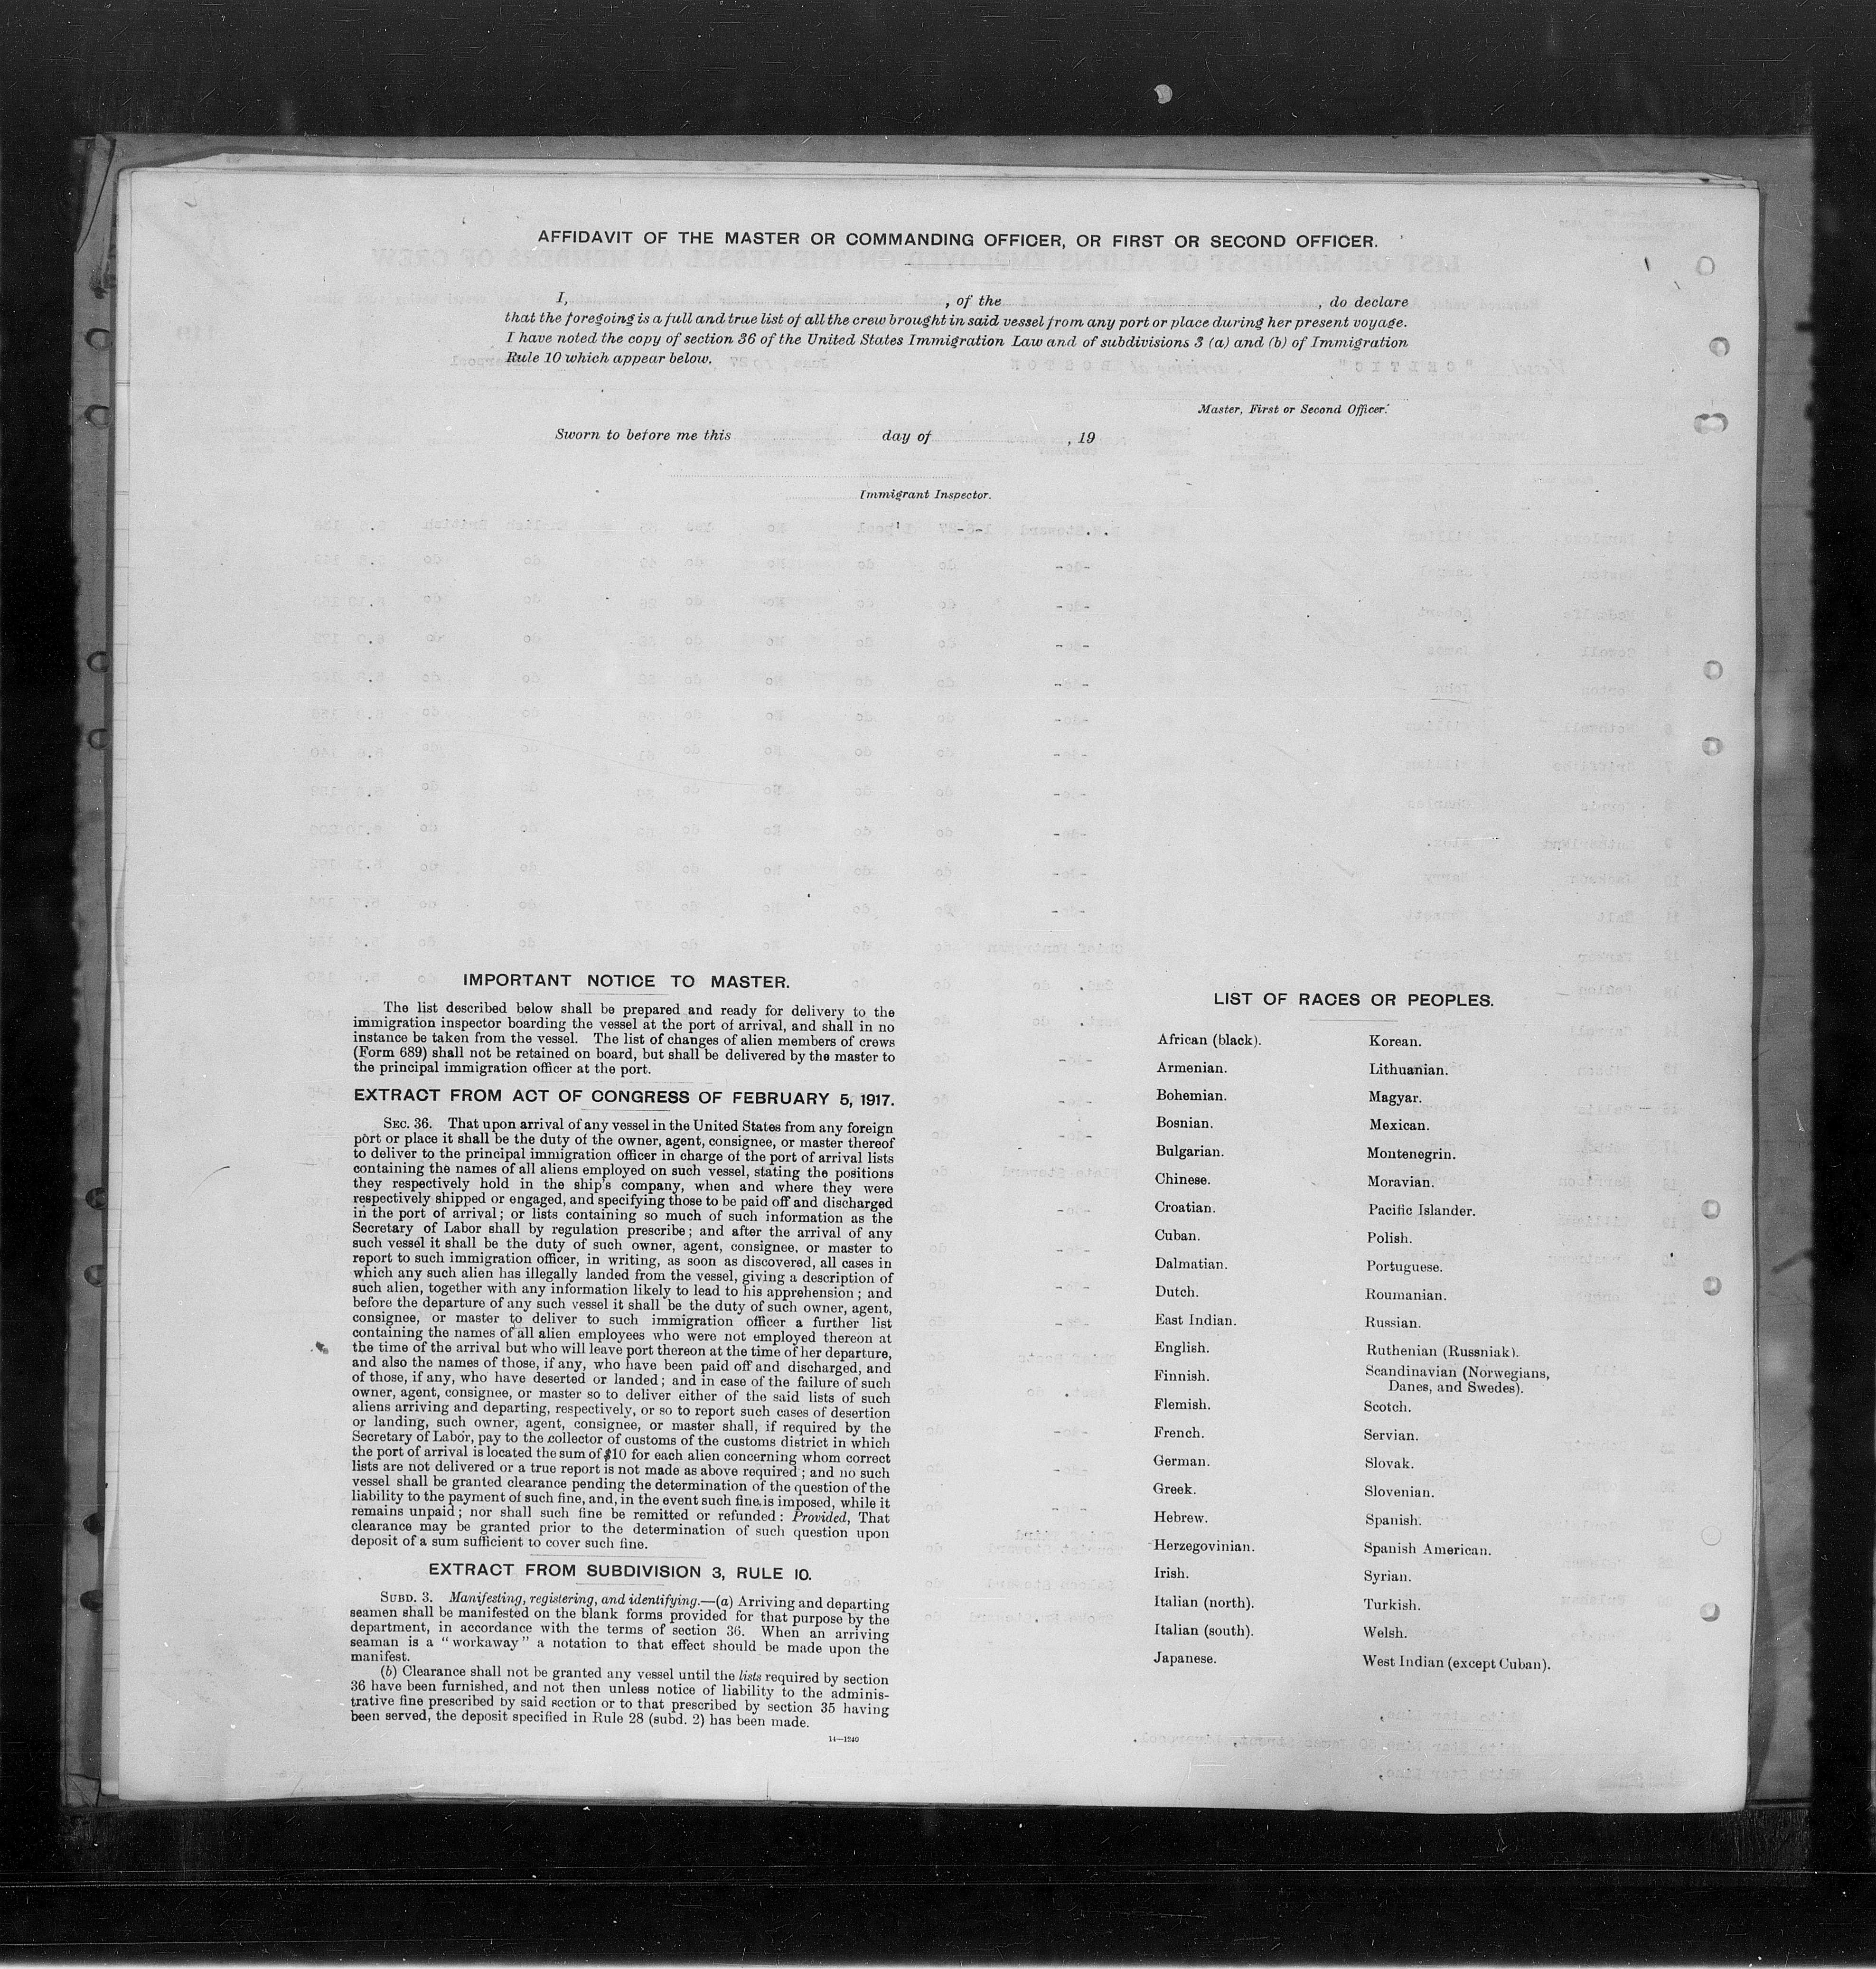 AFFIDAVIT OF THE MASTER OR COMMANDING OFFICER, OR FIRST OR SECOND OFFICER.
I, , of the , do declare
that the foregoing is a full and true list of all the crew brought in said vessel from any port or place during her present voyage.
I have noted the copy of section 36 of the United States Immigration Law and of subdivisions 3 (a) and (b) of Immigration
Rule 10 which appear below.
Master, First or Second Officer.
Sworn to before me this day of , 19
Immigrant Inspector.
IMPORTANT NOTICE TO MASTER.
The list described below shall be prepared and ready for delivery to the
immigration inspector boarding the vessel at the port of arrival, and shall in no
instance be taken from the vessel. The list of changes of alien members of crews
(Form 689) shall not be retained on board, but shall be delivered by the master to
the principal immigration officer at the port.
EXTRACT FROM ACT OF CONGRESS OF FEBRUARY 5, 1917.
SEC. 36. That upon arrival of any vessel in the United States from any foreign
port or place it shall be the duty of the owner, agent, consignee, or master thereof
to deliver to the principal immigration officer in charge of the port of arrival lists
containing the names of all aliens employed on such vessel, stating the positions
they respectively hold in the ship's company, when and where they were
respectively shipped or engaged, and specifying those to be paid off and discharged
in the port of arrival; or lists containing so much of such information as the
Secretary of Labor shall by regulation prescribe; and after the arrival of any
such vessel it shall be the duty of such owner, agent, consignee, or master to
report to such immigration officer, in writing, as soon as discovered, all cases in
which any such alien has illegally landed from the vessel, giving a description of
such alien, together with any information likely to lead to his apprehension; and
before the departure of any such vessel it shall be the duty of such owner, agent,
consignee, or master to deliver to such immigration officer a further list
containing the names of all alien employees who were not employed thereon at
the time of the arrival but who will leave port thereon at the time of her departure,
and also the names of those, if any, who have been paid off and discharged, and
of those, if any, who have deserted or landed; and in case of the failure of such
owner, agent, consignee, or master so to deliver either of the said lists of such
aliens arriving and departing, respectively, or so to report such cases of desertion
or landing, such owner, agent, consignee, or master shall, if required by the
Secretary of Labor, pay to the collector of customs of the customs district in which
the port of arrival is located the sum of $10 for each alien concerning whom correct
lists are not delivered or a true report is not made as above required; and no such
vessel shall be granted clearance pending the determination of the question of the
liability to the payment of such fine, and, in the event such fine is imposed, while it
remains unpaid; nor shall such fine be remitted or refunded: Provided, That
clearance may be granted prior to the determination of such question upon
deposit of a sum sufficient to cover such fine.
EXTRACT FROM SUBDIVISION 3, RULE 10.
SUBD. 3. Manifesting, registering, and identifying.—(a) Arriving and departing
seamen shall be manifested on the blank forms provided for that purpose by the
department, in accordance with the terms of section 36. When an arriving
seaman is a "workaway" a notation to that effect should be made upon the
manifest.
(b) Clearance shall not be granted any vessel until the lists required by section
36 have been furnished, and not then unless notice of liability to the adminis-
trative fine prescribed by said section or to that prescribed by section 35 having
been served, the deposit specified in Rule 28 (subd. 2) has been made.
14—1240
LIST OF RACES OR PEOPLES.
African (black).
Armenian.
Bohemian.
Bosnian.
Bulgarian.
Chinese.
Croatian.
Cuban.
Dalmatian.
Dutch.
East Indian.
English.
Finnish.
Flemish.
French.
German.
Greek.
Hebrew.
Herzegovinian.
Irish.
Italian (north).
Italian (south).
Japanese.
Korean.
Lithuanian.
Magyar.
Mexican.
Montenegrin.
Moravian.
Pacific Islander.
Polish.
Portuguese.
Roumanian.
Russian.
Ruthenian (Russniak).
Scandinavian (Norwegians,
Danes, and Swedes).
Scotch.
Servian.
Slovak.
Slovenian.
Spanish.
Spanish American.
Syrian.
Turkish.
Welsh.
West Indian (except Cuban).